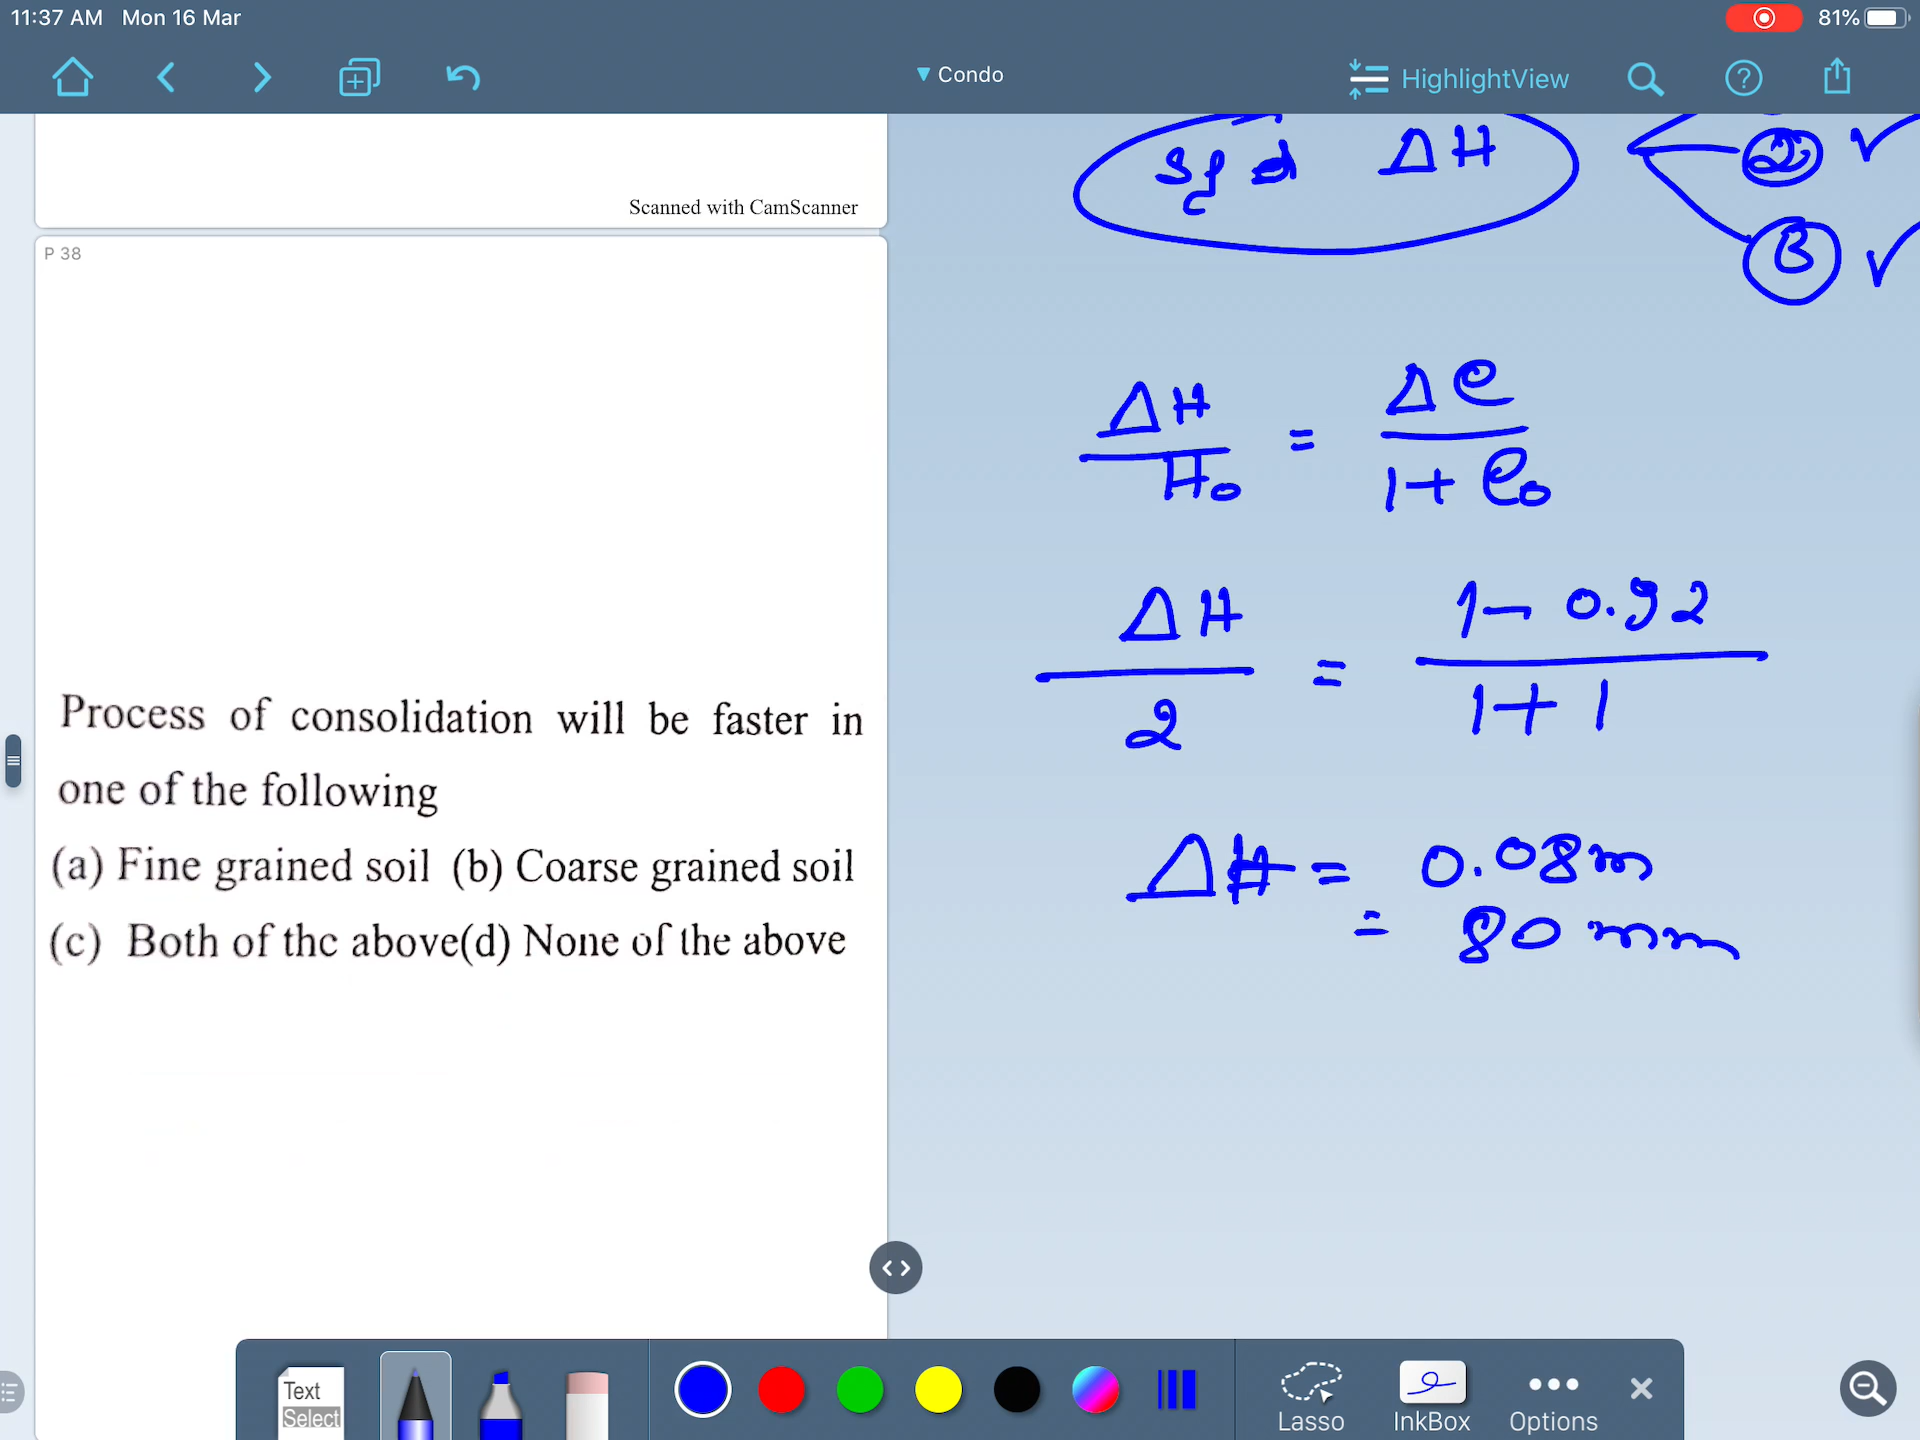 11:37 AM Mon 16 Mar
81%
▼ Condo
HighlightView
Scanned with CamScanner
P 38
Process of consolidation will be faster in
one of the following
(a) Fine grained soil (b) Coarse grained soil
(c) Both of the above(d) None of the above
ΔH
2
3
ΔH/H₀ = Δe/1+e₀
ΔH/2 = 1-0.92/1+1
ΔH = 0.08m
= 80 mm
Text
Select
Lasso
InkBox
Options